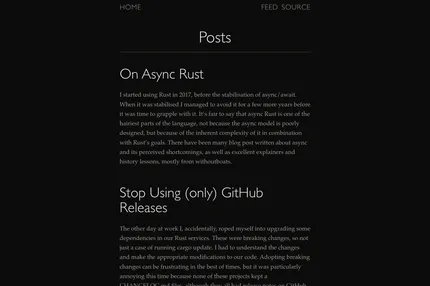 HOME FEED SOURCE
Posts
On Async Rust
I started using Rust in 2017, before the stabilisation of async/await.
When it was stabilised I managed to avoid it for a few more years before
it was time to grapple with it. It's fair to say that async Rust is one of the
hairiest parts of the language, not because the async model is poorly
designed, but because of the inherent complexity of it in combination
with Rust's goals. There have been many blog post written about async
and its perceived shortcomings, as well as excellent explainers and
history lessons, mostly from withoutboats.
Stop Using (only) GitHub
Releases
The other day at work I, accidentally, roped myself into upgrading some
dependencies in our Rust services. These were breaking changes, so not
just a case of running cargo update. I had to understand the changes
and make the appropriate modifications to our code. Adopting breaking
changes can be frustrating in the best of times, but it was particularly
annoying this time because none of these projects kept a